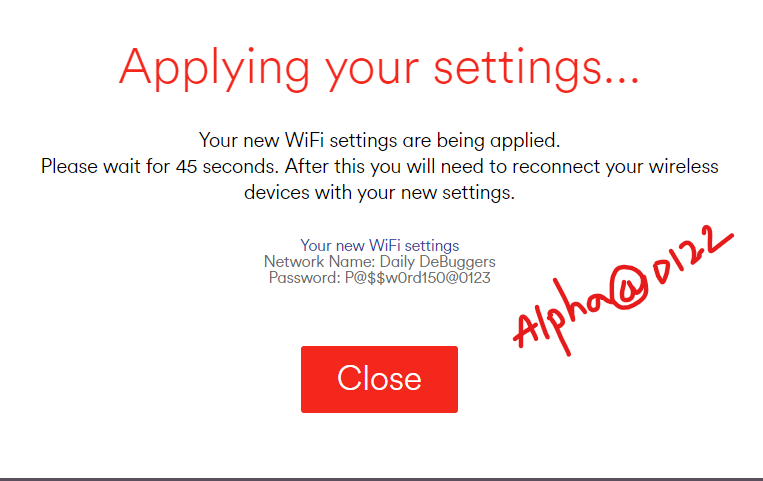 Applying your settings...
Your new WiFi settings are being applied.
Please wait for 45 seconds. After this you will need to reconnect your wireless
devices with your new settings.
Your new WiFi settings
Network Name: Daily DeBuggers
Password: P@$$w0rd150@0123
Alpha@0122
Close